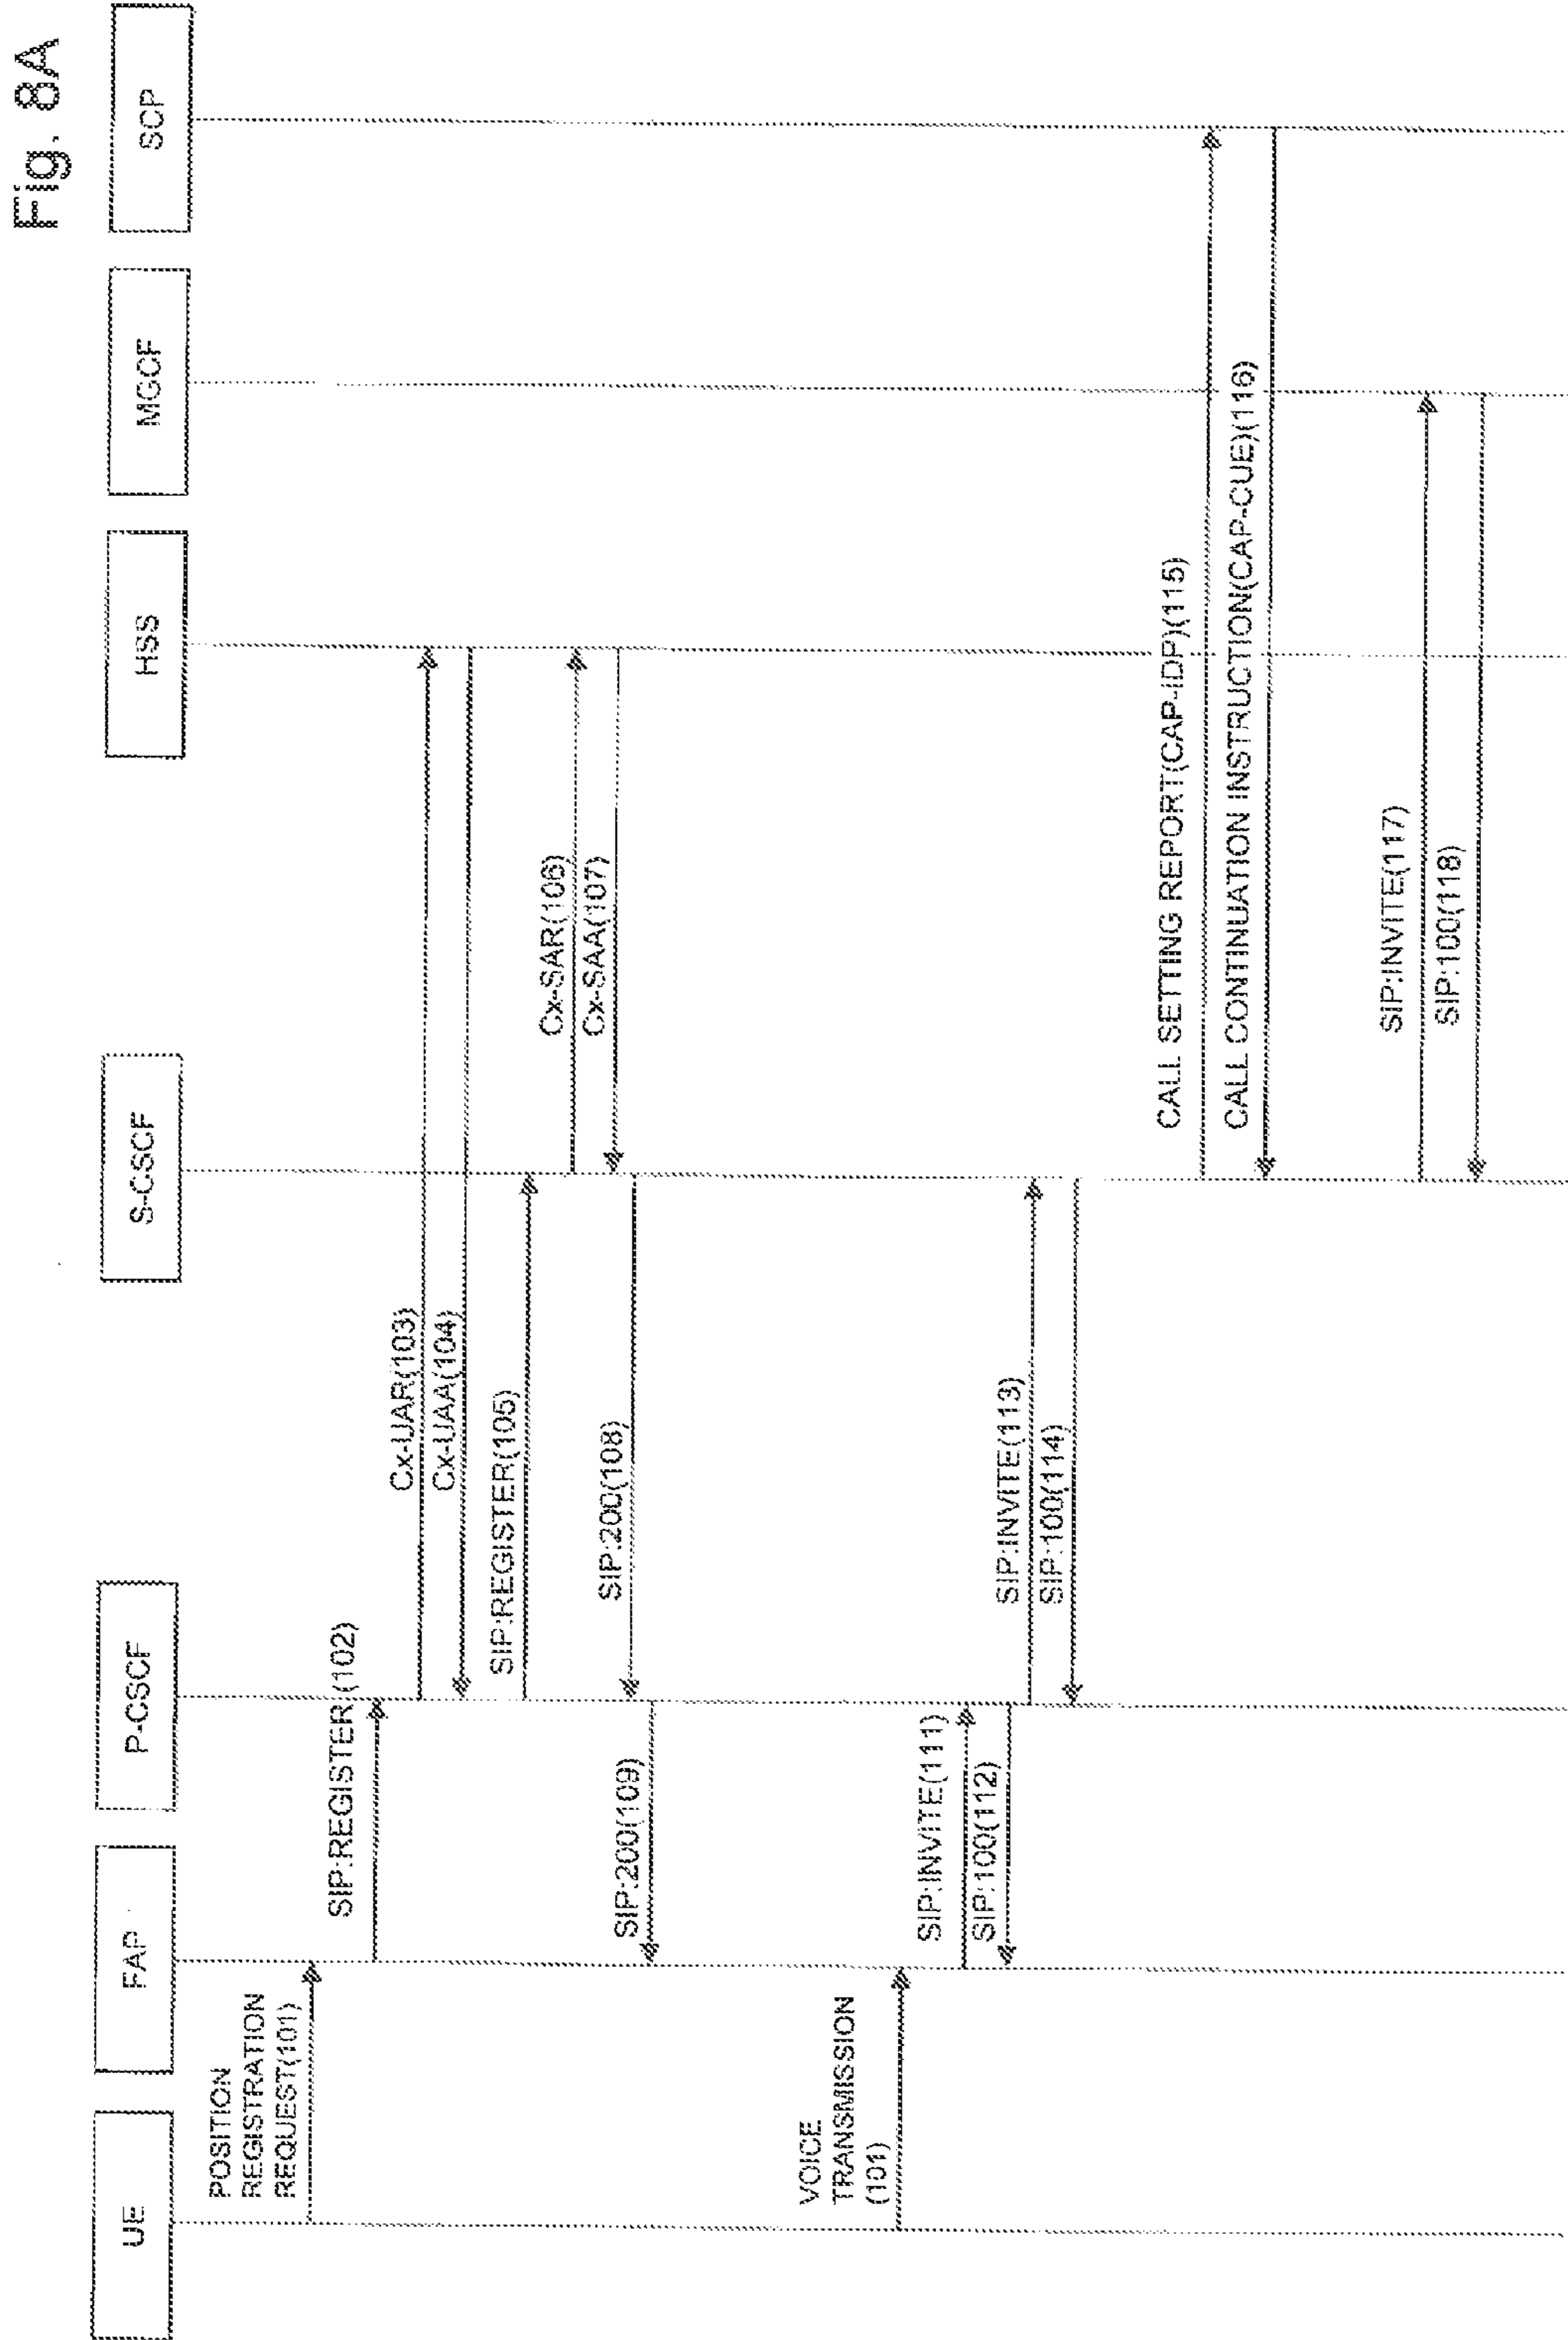 Fig. 8A
UE
FAP
P-CSCF
S-CSCF
HSS
MGCF
SCP
POSITION
REGISTRATION
REQUEST(101)
SIP:REGISTER (102)
Cx-UAR(103)
Cx-UAA(104)
SIP:REGISTER(105)
Cx-SAR(106)
Cx-SAA(107)
SIP:200(108)
SIP:200(109)
VOICE
TRANSMISSION
(101)
SIP:INVITE(111)
SIP:100(112)
SIP:INVITE(113)
SIP:100(114)
CALL SETTING REPORT(CAP-IDP)(115)
CALL CONTINUATION INSTRUCTION(CAP-CUE)(116)
SIP:INVITE(117)
SIP:100(118)